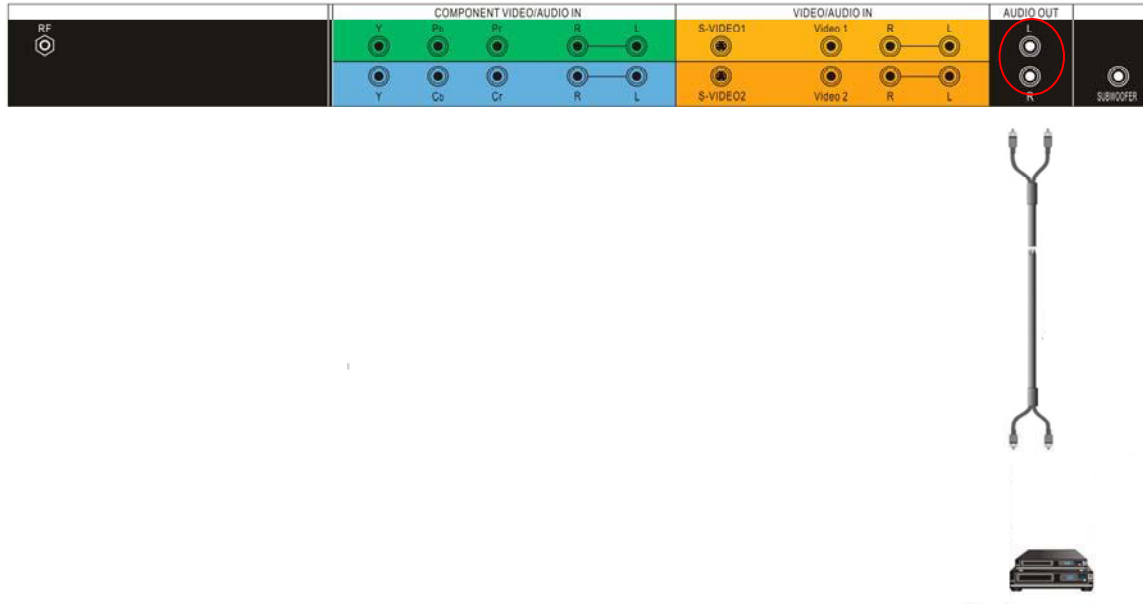 COMPONENT VIDEO/AUDIO IN VIDEO/AUDIO IN AUDIO OUT
RF Y Pb Pr R L S-VIDEO1 Video 1 R L L
Y Cb Cr R L S-VIDEO2 Video 2 R L R SUBWOOFER